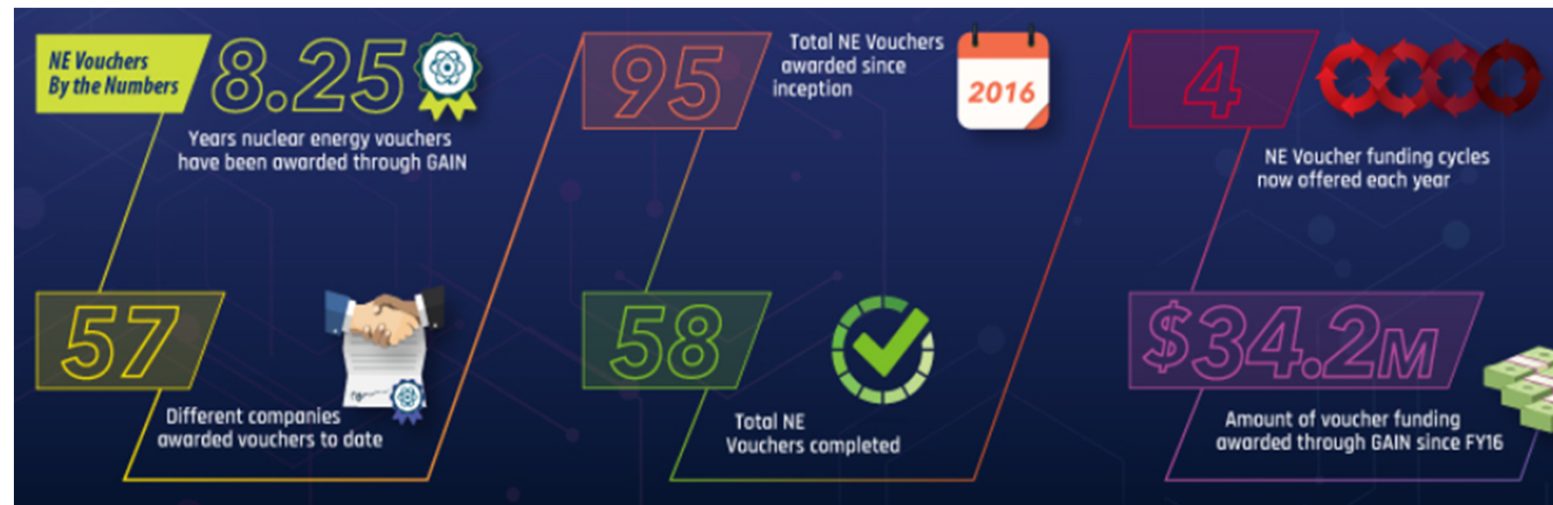 NE Vouchers
By the Numbers
8.25
Years nuclear energy vouchers
have been awarded through GAIN
57
Different companies
awarded vouchers to date
95
Total NE Vouchers
awarded since
inception
2016
58
Total NE
Vouchers completed
4
NE Voucher funding cycles
now offered each year
$34.2M
Amount of voucher funding
awarded through GAIN since FY16